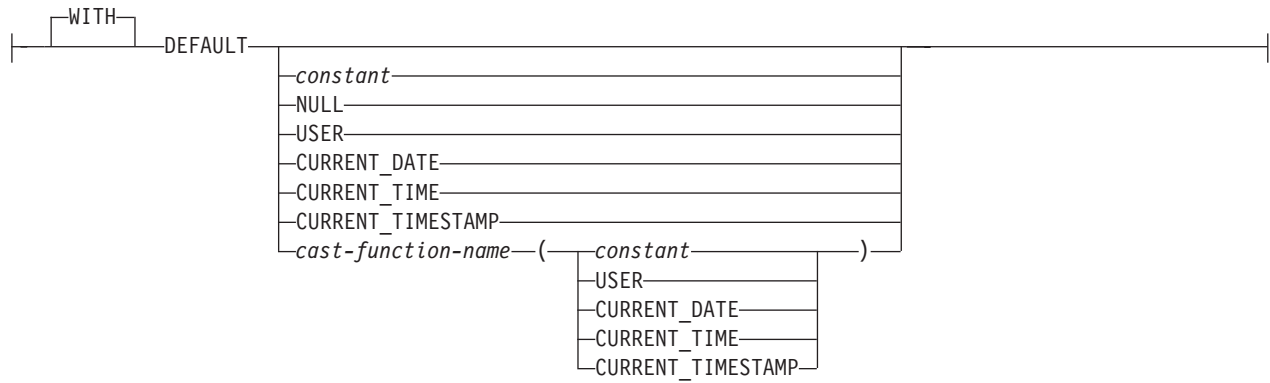 WITH
DEFAULT
constant
NULL
USER
CURRENT_DATE
CURRENT_TIME
CURRENT_TIMESTAMP
cast-function-name ( constant )
USER
CURRENT_DATE
CURRENT_TIME
CURRENT_TIMESTAMP